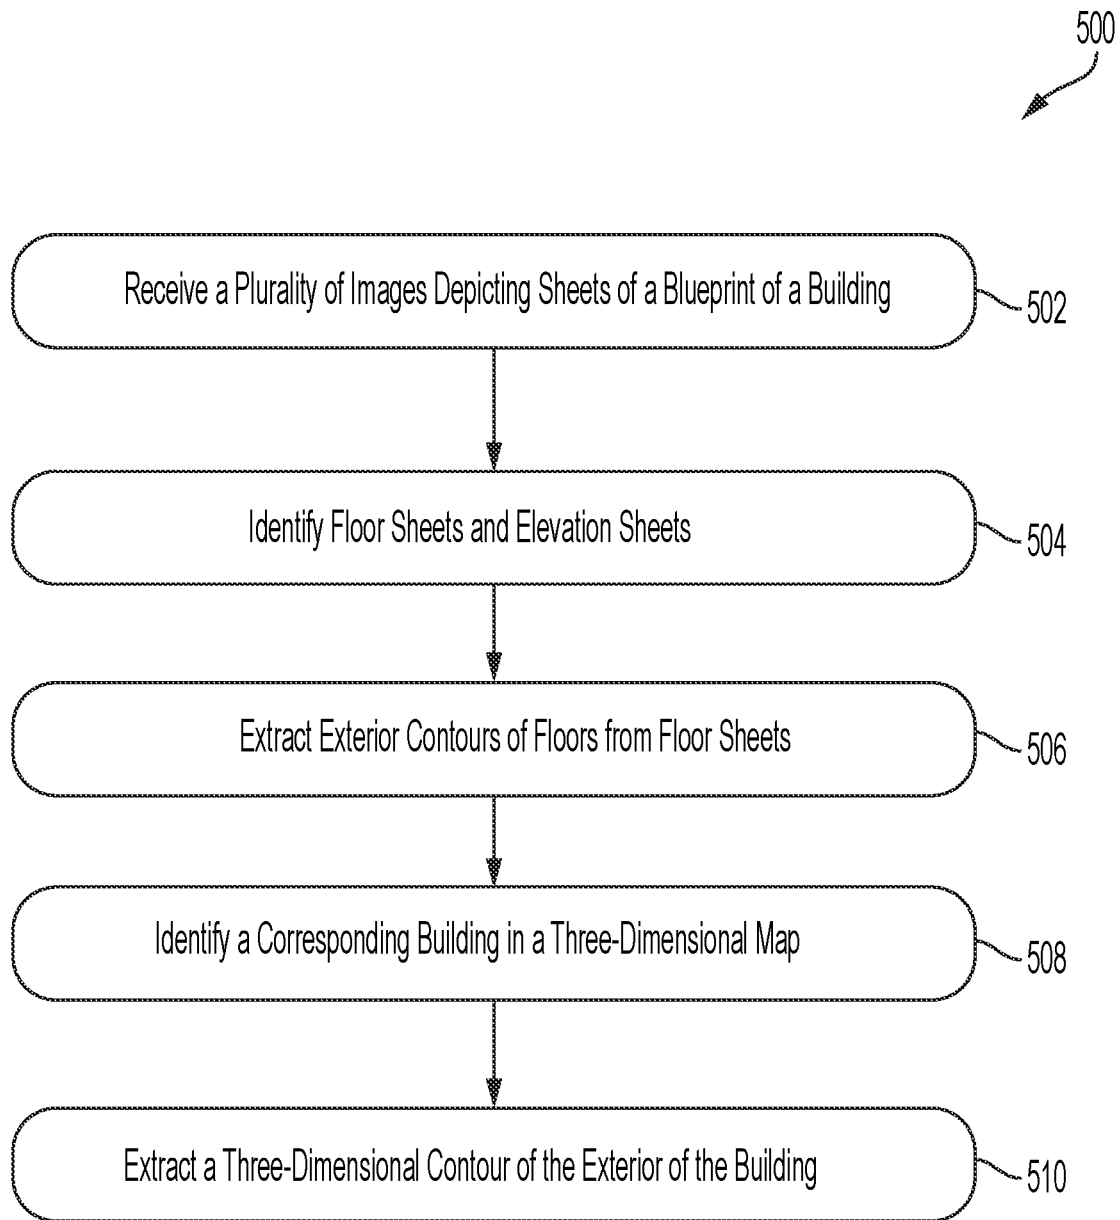 500
Receive a Plurality of Images Depicting Sheets of a Blueprint of a Building
502
Identify Floor Sheets and Elevation Sheets
504
Extract Exterior Contours of Floors from Floor Sheets
506
Identify a Corresponding Building in a Three-Dimensional Map
508
Extract a Three-Dimensional Contour of the Exterior of the Building
510